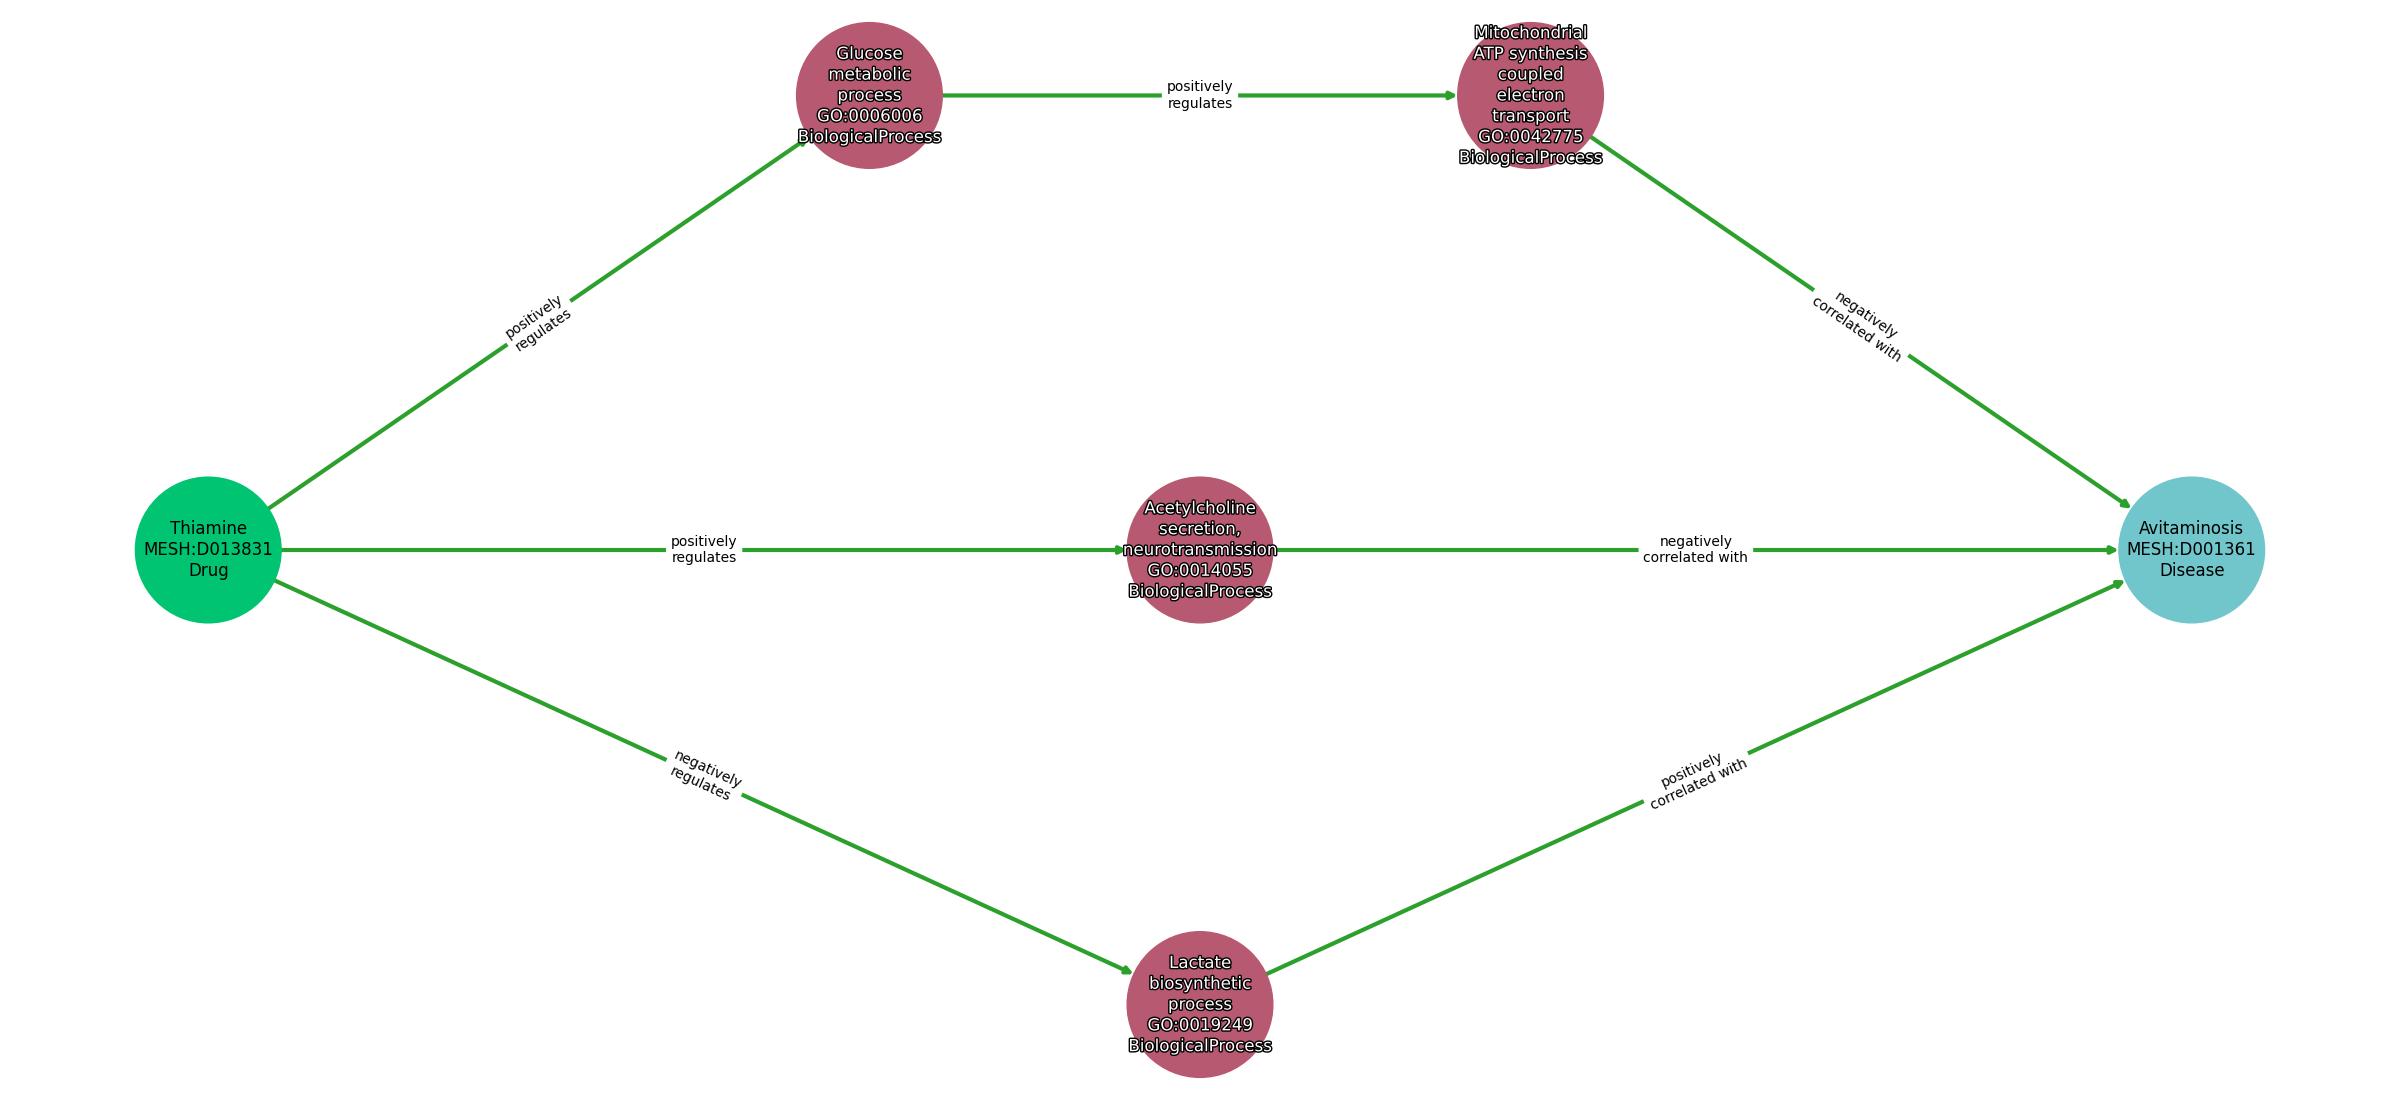 Glucose
metabolic
process
GO:0006006
BiologicalProcess
positively
regulates
Mitochondrial
ATP synthesis
coupled
electron
transport
GO:0042775
BiologicalProcess
positively
regulates
negatively
correlated with
Thiamine
MESH:D013831
Drug
positively
regulates
Acetylcholine
secretion,
neurotransmission
GO:0014055
BiologicalProcess
negatively
correlated with
Avitaminosis
MESH:D001361
Disease
negatively
regulates
positively
correlated with
Lactate
biosynthetic
process
GO:0019249
BiologicalProcess